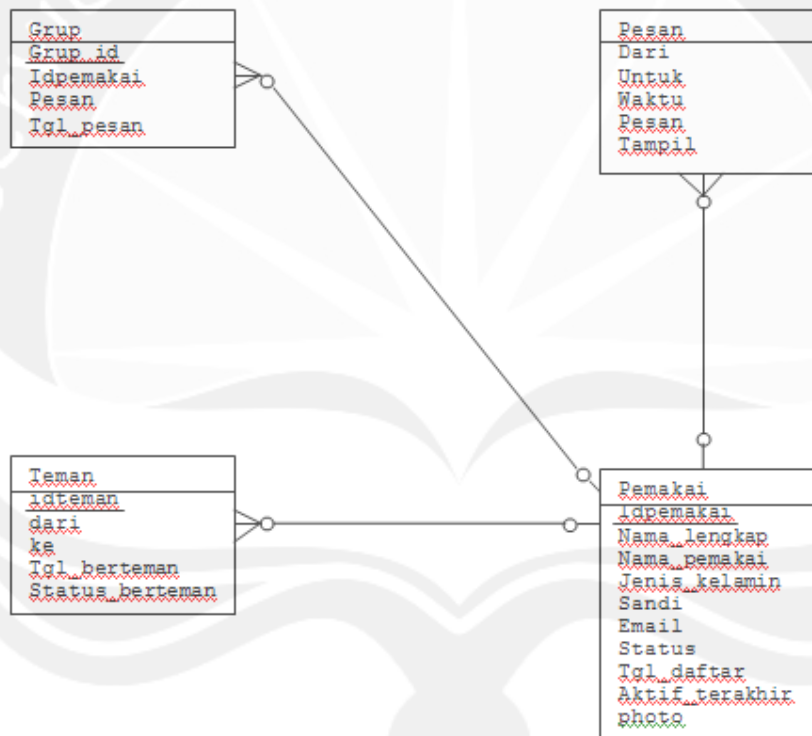 Grup
Grup_id
Idpemakai
Pesan
Tgl_pesan
Pesan
Dari
Untuk
Waktu
Pesan
Tampil
Teman
idteman
dari
ke
Tgl_berteman
Status_berteman
Pemakai
Idpemakai
Nama_lengkap
Nama_pemakai
Jenis_kelamin
Sandi
Email
Status
Tgl_daftar
Aktif_terakhir
photo